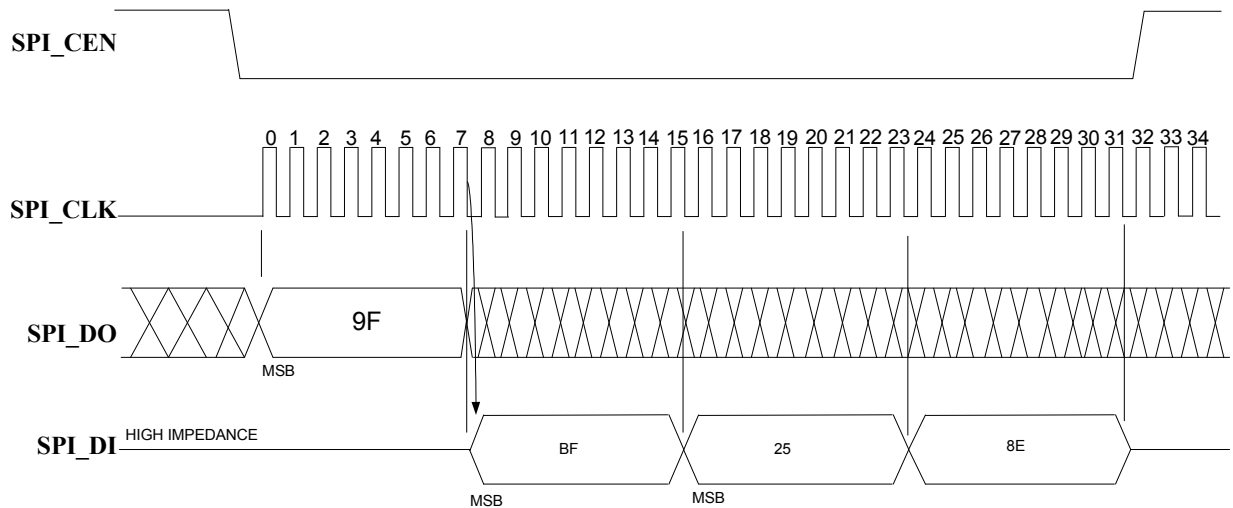 SPI_CEN
0 1 2 3 4 5 6 7 8 9 10 11 12 13 14 15 16 17 18 19 20 21 22 23 24 25 26 27 28 29 30 31 32 33 34
SPI_CLK
SPI_DO
9F
MSB
SPI_DI
HIGH IMPEDANCE
BF
25
8E
MSB
MSB